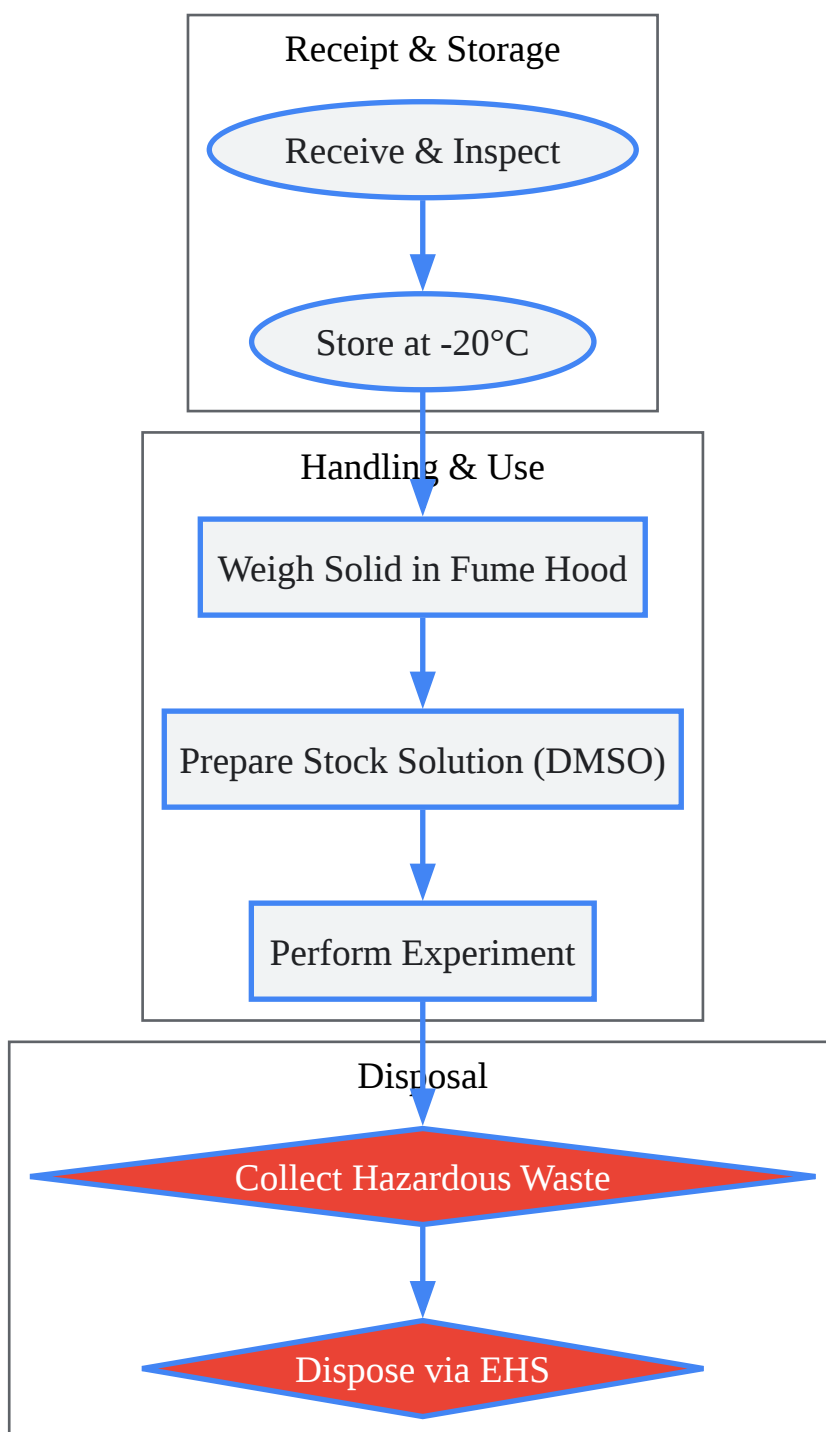 Receipt & Storage
Receive & Inspect
Store at -20°C
Handling & Use
Weigh Solid in Fume Hood
Prepare Stock Solution (DMSO)
Perform Experiment
Disposal
Collect Hazardous Waste
Dispose via EHS